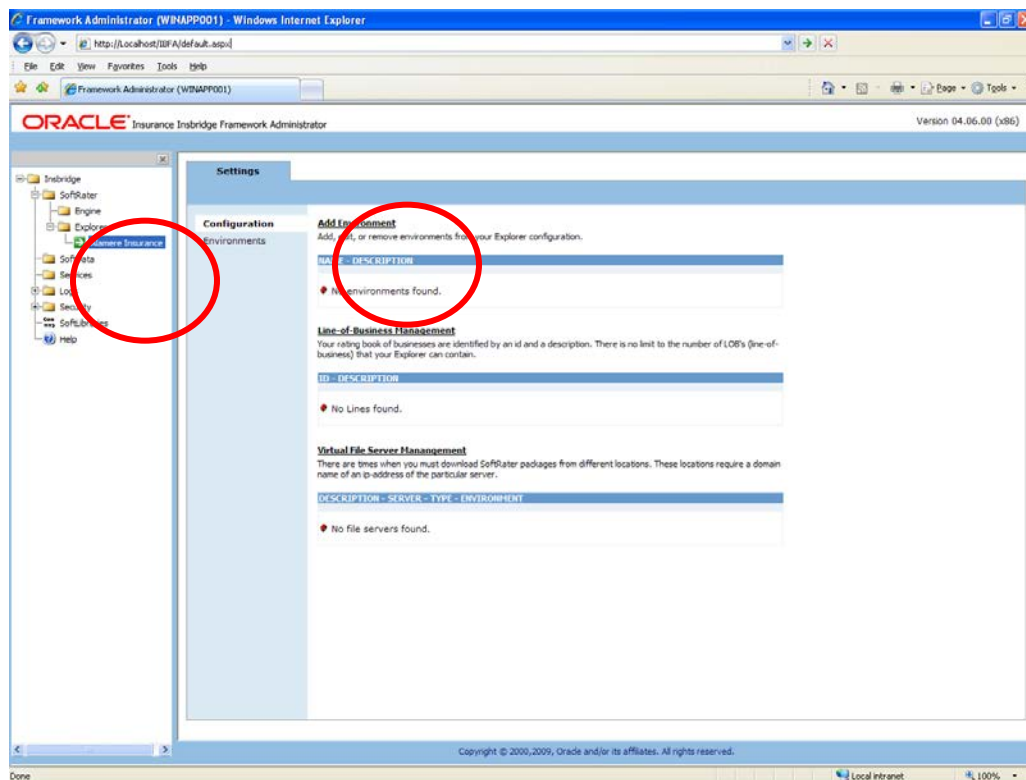 Framework Administrator (WINAPP001) - Windows Internet Explorer
http://Localhost/IBFA/default.aspx
File Edit View Favorites Tools Help
Framework Administrator (WINAPP001)
Page Tools
ORACLE Insurance Insbridge Framework Administrator
Version 04.06.00 (x86)
Settings
Insbridge
SoftRater
Engine
Explorer
Insurance
SoftData
Services
Logs
Security
SoftLibraries
Help
Configuration
Environments
Add Environment
Add, edit, or remove environments from your Explorer configuration.
NAME - DESCRIPTION
No environments found.
Line-of-Business Management
Your rating book of businesses are identified by an id and a description. There is no limit to the number of LOB's (line-of-
business) that your Explorer can contain.
ID - DESCRIPTION
No Lines found.
Virtual File Server Manangement
There are times when you must download SoftRater packages from different locations. These locations require a domain
name of an ip-address of the particular server.
DESCRIPTION - SERVER - TYPE - ENVIRONMENT
No file servers found.
Copyright © 2000,2009, Oracle and/or its affiliates. All rights reserved.
Done
Local intranet
100%